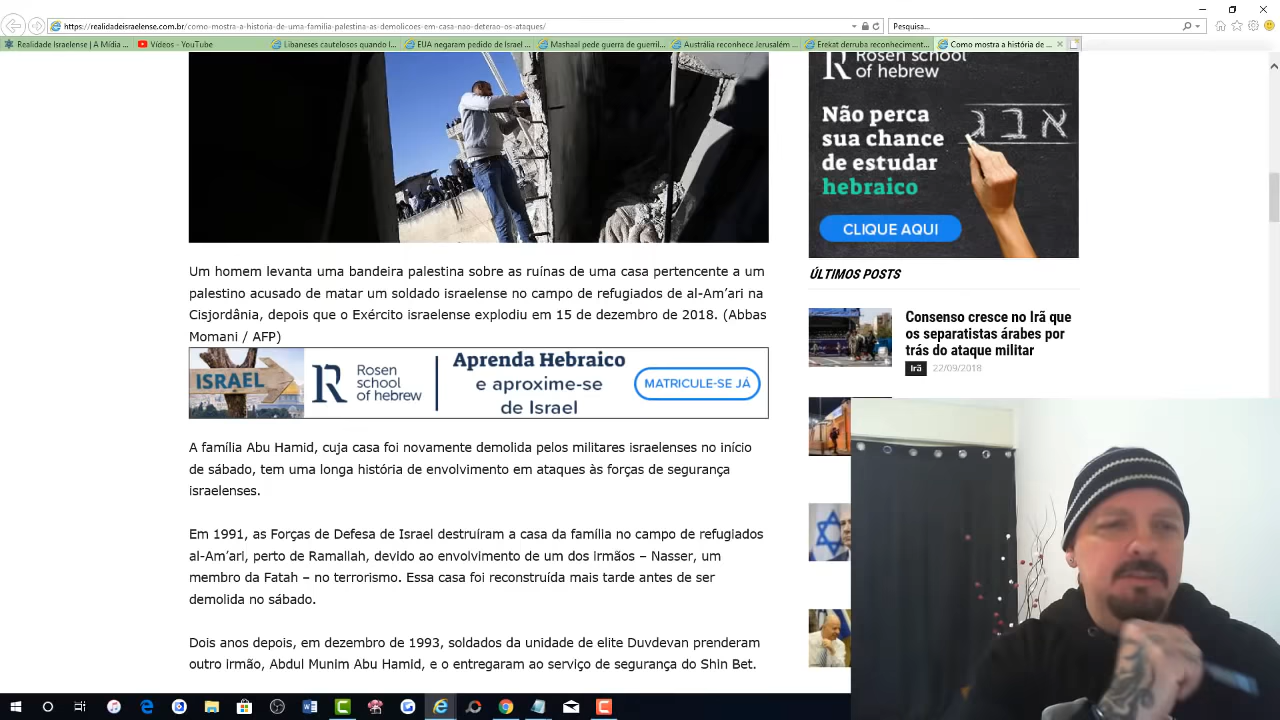 https://realidadeisraelense.com.br/como-mostra-a-historia-de-uma-familia-palestina-as-demolicoes-em-casa-nao-deterao-os-ataques/
Pesquisa...
Realidade Israelense ( A Mídia ...
Vídeos - YouTube
Libaneses cautelosos quando I...
EUA negaram pedido de Israel ...
Mashaal pede guerra de guerril...
Austrália reconhece Jerusalém ...
Erekat derruba reconheciment...
Como mostra a história de ...
Rosen school
of hebrew
Não perca
sua chance
de estudar
hebraico
אבג
CLIQUE AQUI
ÚLTIMOS POSTS
Consenso cresce no Irã que
os separatistas árabes por
trás do ataque militar
Irã
22/09/2018
Um homem levanta uma bandeira palestina sobre as ruínas de uma casa pertencente a um
palestino acusado de matar um soldado israelense no campo de refugiados de al-Am’ari na
Cisjordânia, depois que o Exército israelense explodiu em 15 de dezembro de 2018. (Abbas
Momani / AFP)
ISRAEL
Rosen
school
of hebrew
Aprenda Hebraico
e aproxime-se
de Israel
MATRICULE-SE JÁ
A família Abu Hamid, cuja casa foi novamente demolida pelos militares israelenses no início
de sábado, tem uma longa história de envolvimento em ataques às forças de segurança
israelenses.
Em 1991, as Forças de Defesa de Israel destruíram a casa da família no campo de refugiados
al-Am’ari, perto de Ramallah, devido ao envolvimento de um dos irmãos – Nasser, um
membro da Fatah – no terrorismo. Essa casa foi reconstruída mais tarde antes de ser
demolida no sábado.
Dois anos depois, em dezembro de 1993, soldados da unidade de elite Duvdevan prenderam
outro irmão, Abdul Munim Abu Hamid, e o entregaram ao serviço de segurança do Shin Bet.